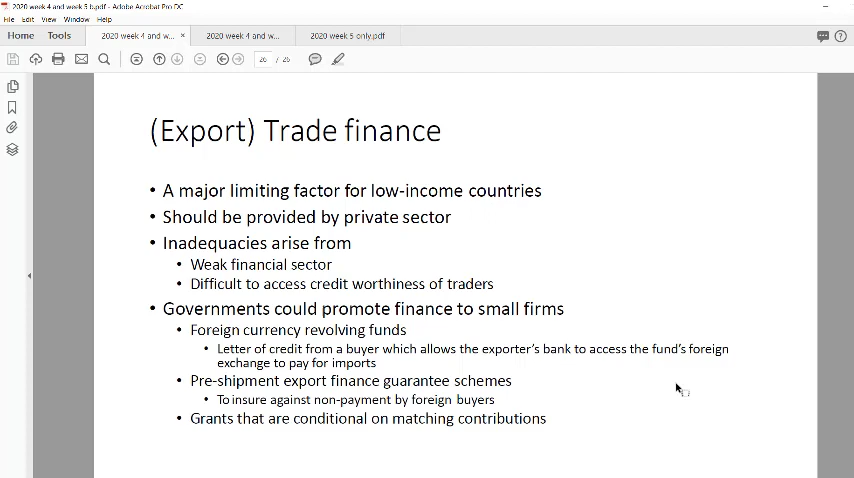 2020 week 4 and week 5 b.pdf - Adobe Acrobat Pro DC
File Edit View Window Help
Home Tools 2020 week 4 and w... × 2020 week 4 and w... 2020 week 5 only.pdf
26 / 26
(Export) Trade finance
• A major limiting factor for low-income countries
• Should be provided by private sector
• Inadequacies arise from
• Weak financial sector
• Difficult to access credit worthiness of traders
• Governments could promote finance to small firms
• Foreign currency revolving funds
• Letter of credit from a buyer which allows the exporter's bank to access the fund's foreign
exchange to pay for imports
• Pre-shipment export finance guarantee schemes
• To insure against non-payment by foreign buyers
• Grants that are conditional on matching contributions